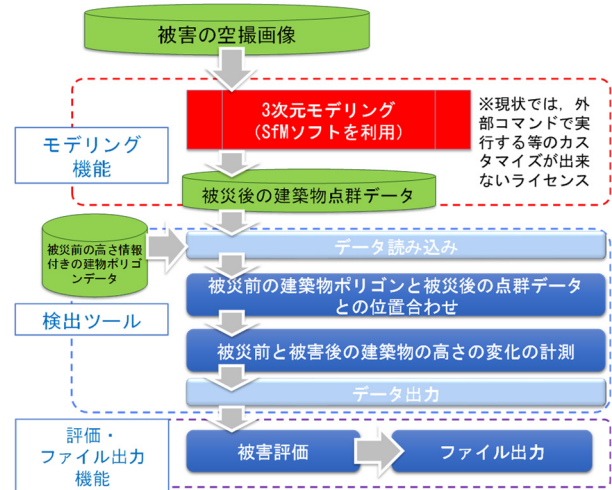 被害の空撮画像
3次元モデリング
（SfMソフトを利用）
※現状では，外
部コマンドで実
行する等のカス
タマイズが出来
ないライセンス
モデリング
機能
被災後の建築物点群データ
被災前の高さ情報
付きの建物ポリゴ
ンデータ
データ読み込み
被災前の建築物ポリゴンと被災後の点群データ
との位置合わせ
検出ツール
被災前と被害後の建築物の高さの変化の計測
データ出力
評価・
ファイル出力
機能
被害評価
ファイル出力